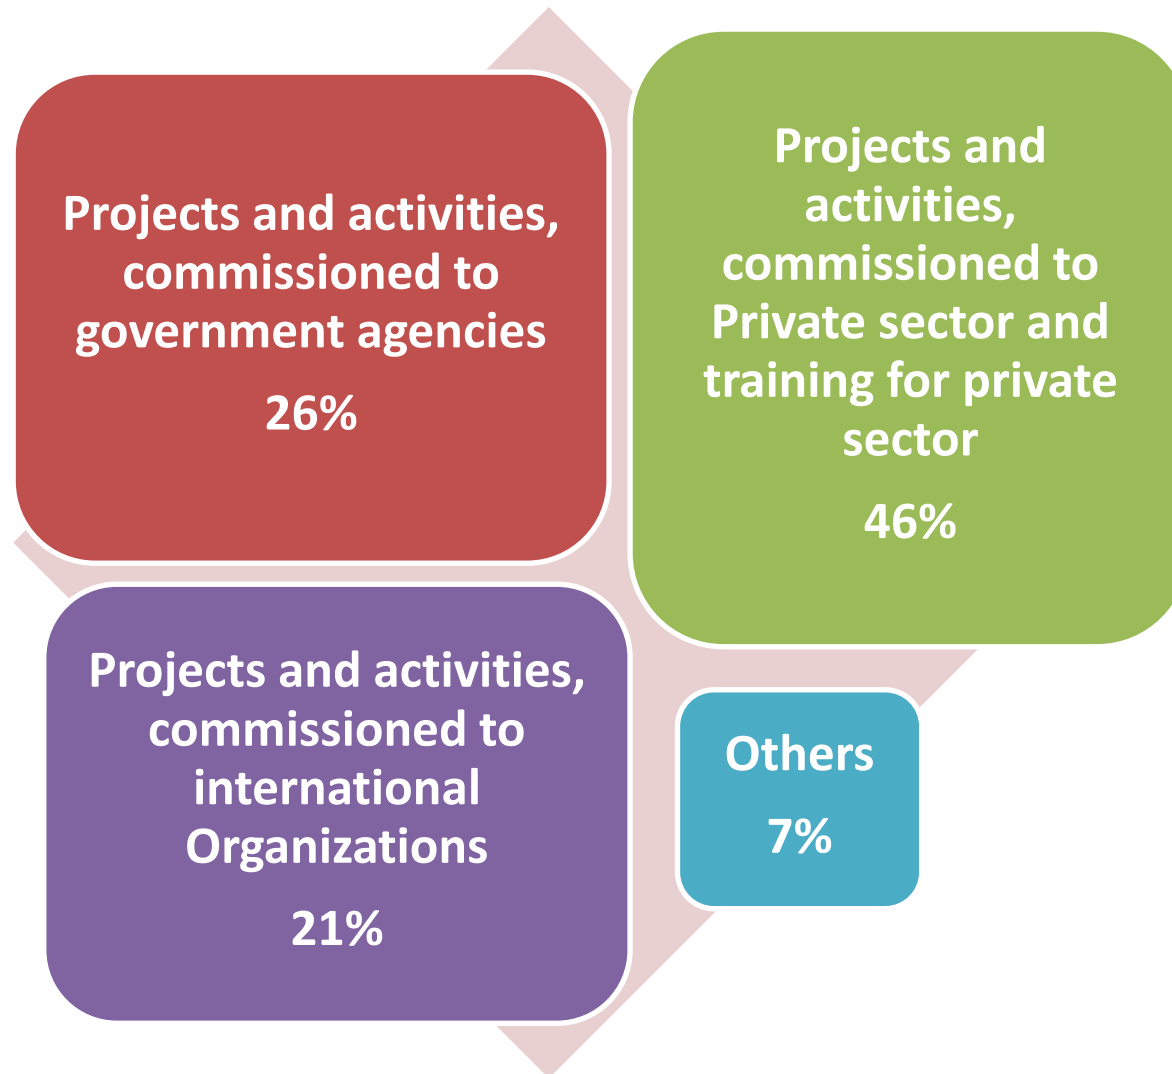 Projects and activities,
commissioned to
government agencies
26%
Projects and
activities,
commissioned to
Private sector and
training for private
sector
46%
Projects and activities,
commissioned to
international
Organizations
21%
Others
7%